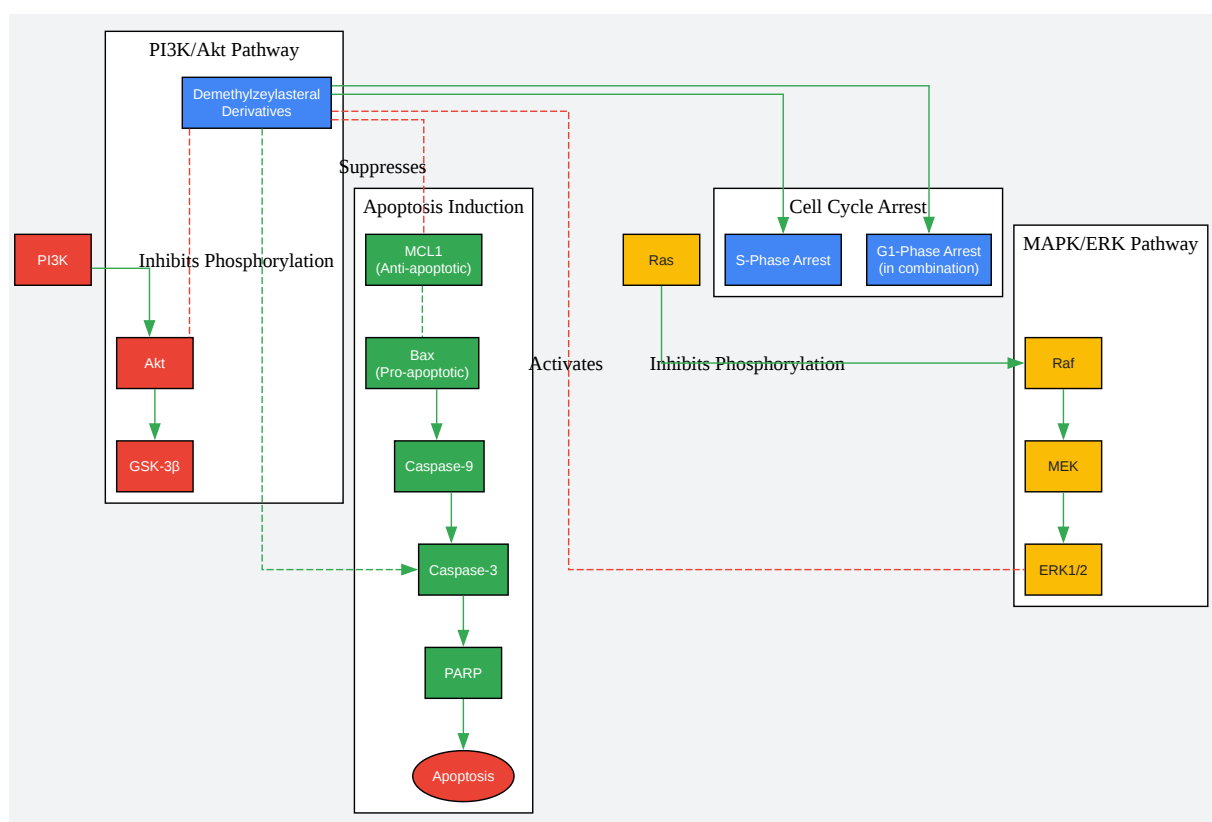 PI3K/Akt Pathway
Demethylzeylasteral
Derivatives
Suppresses
Apoptosis Induction
Cell Cycle Arrest
MAPK/ERK Pathway
PI3K
Inhibits Phosphorylation
MCL1
(Anti-apoptotic)
Ras
S-Phase Arrest
G1-Phase Arrest
(in combination)
Akt
Bax
(Pro-apoptotic)
Activates
Inhibits Phosphorylation
Raf
GSK-3β
Caspase-9
MEK
Caspase-3
ERK1/2
PARP
Apoptosis